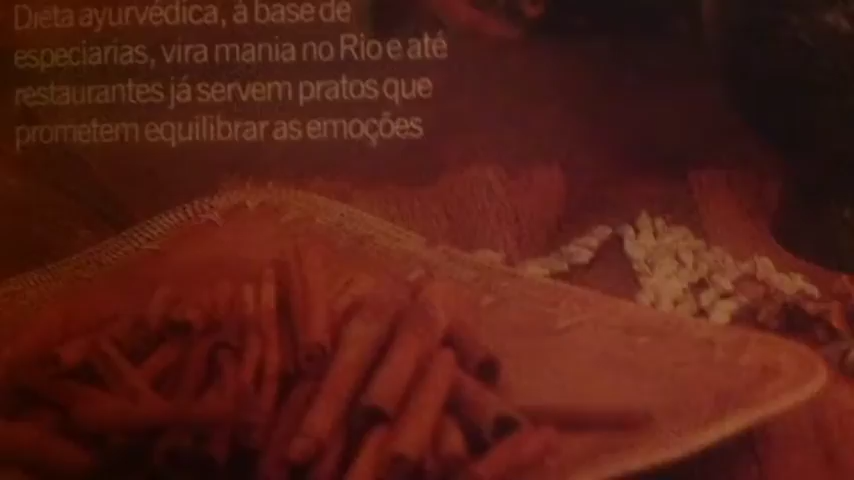 Dieta ayurvédica, à base de
especiarias, vira mania no Rio e até
restaurantes já servem pratos que
prometem equilibrar as emoções